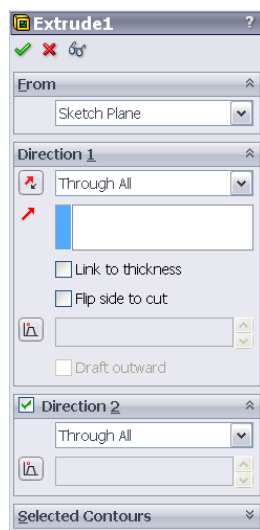 Extrude1 ?
From
Sketch Plane
Direction 1
Through All
Link to thickness
Flip side to cut
Draft outward
Direction 2
Through All
Selected Contours